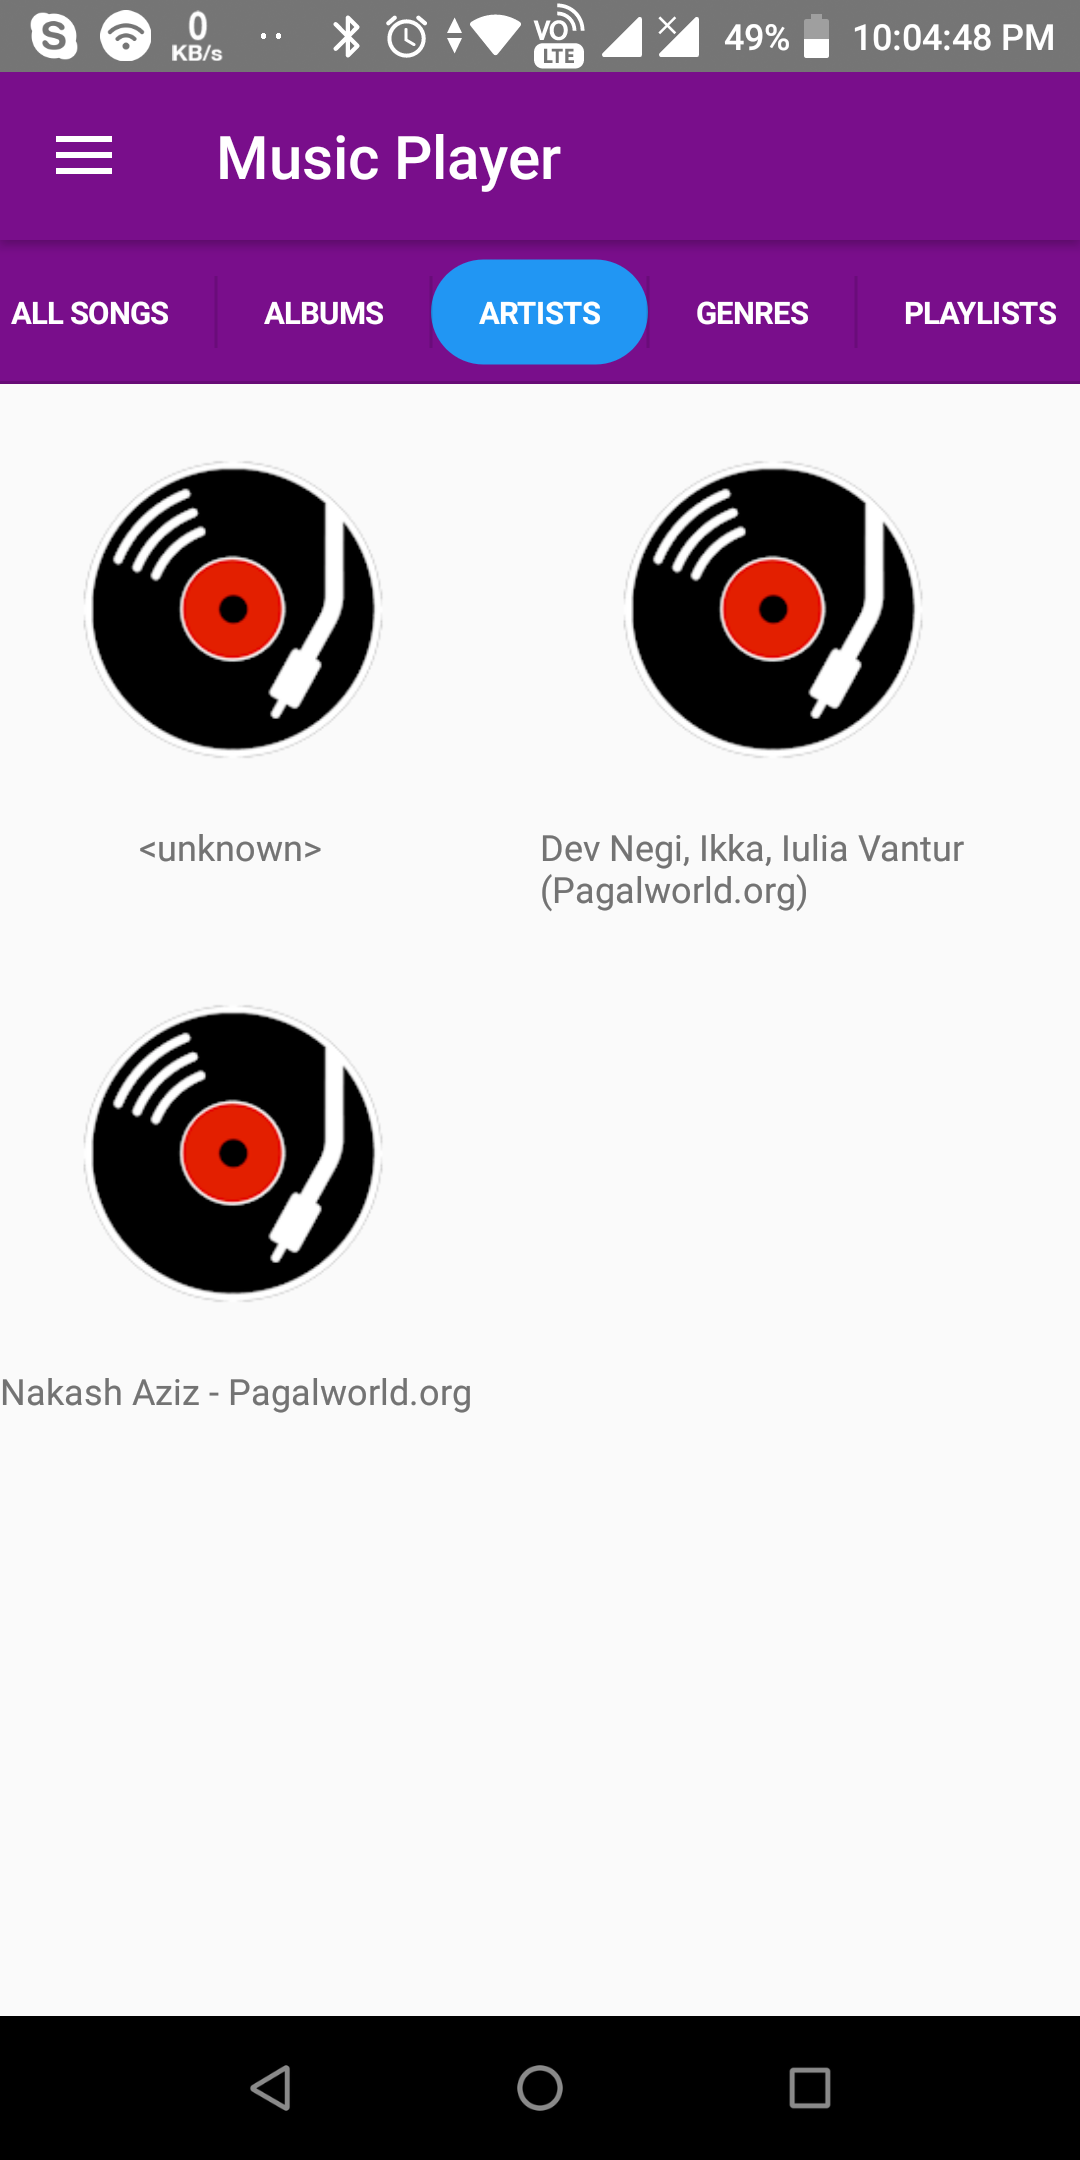 S 0 KB/s VO LTE 49% 10:04:48 PM
Music Player
ALL SONGS ALBUMS ARTISTS GENRES PLAYLISTS
<unknown>
Dev Negi, Ikka, Iulia Vantur
(Pagalworld.org)
Nakash Aziz - Pagalworld.org